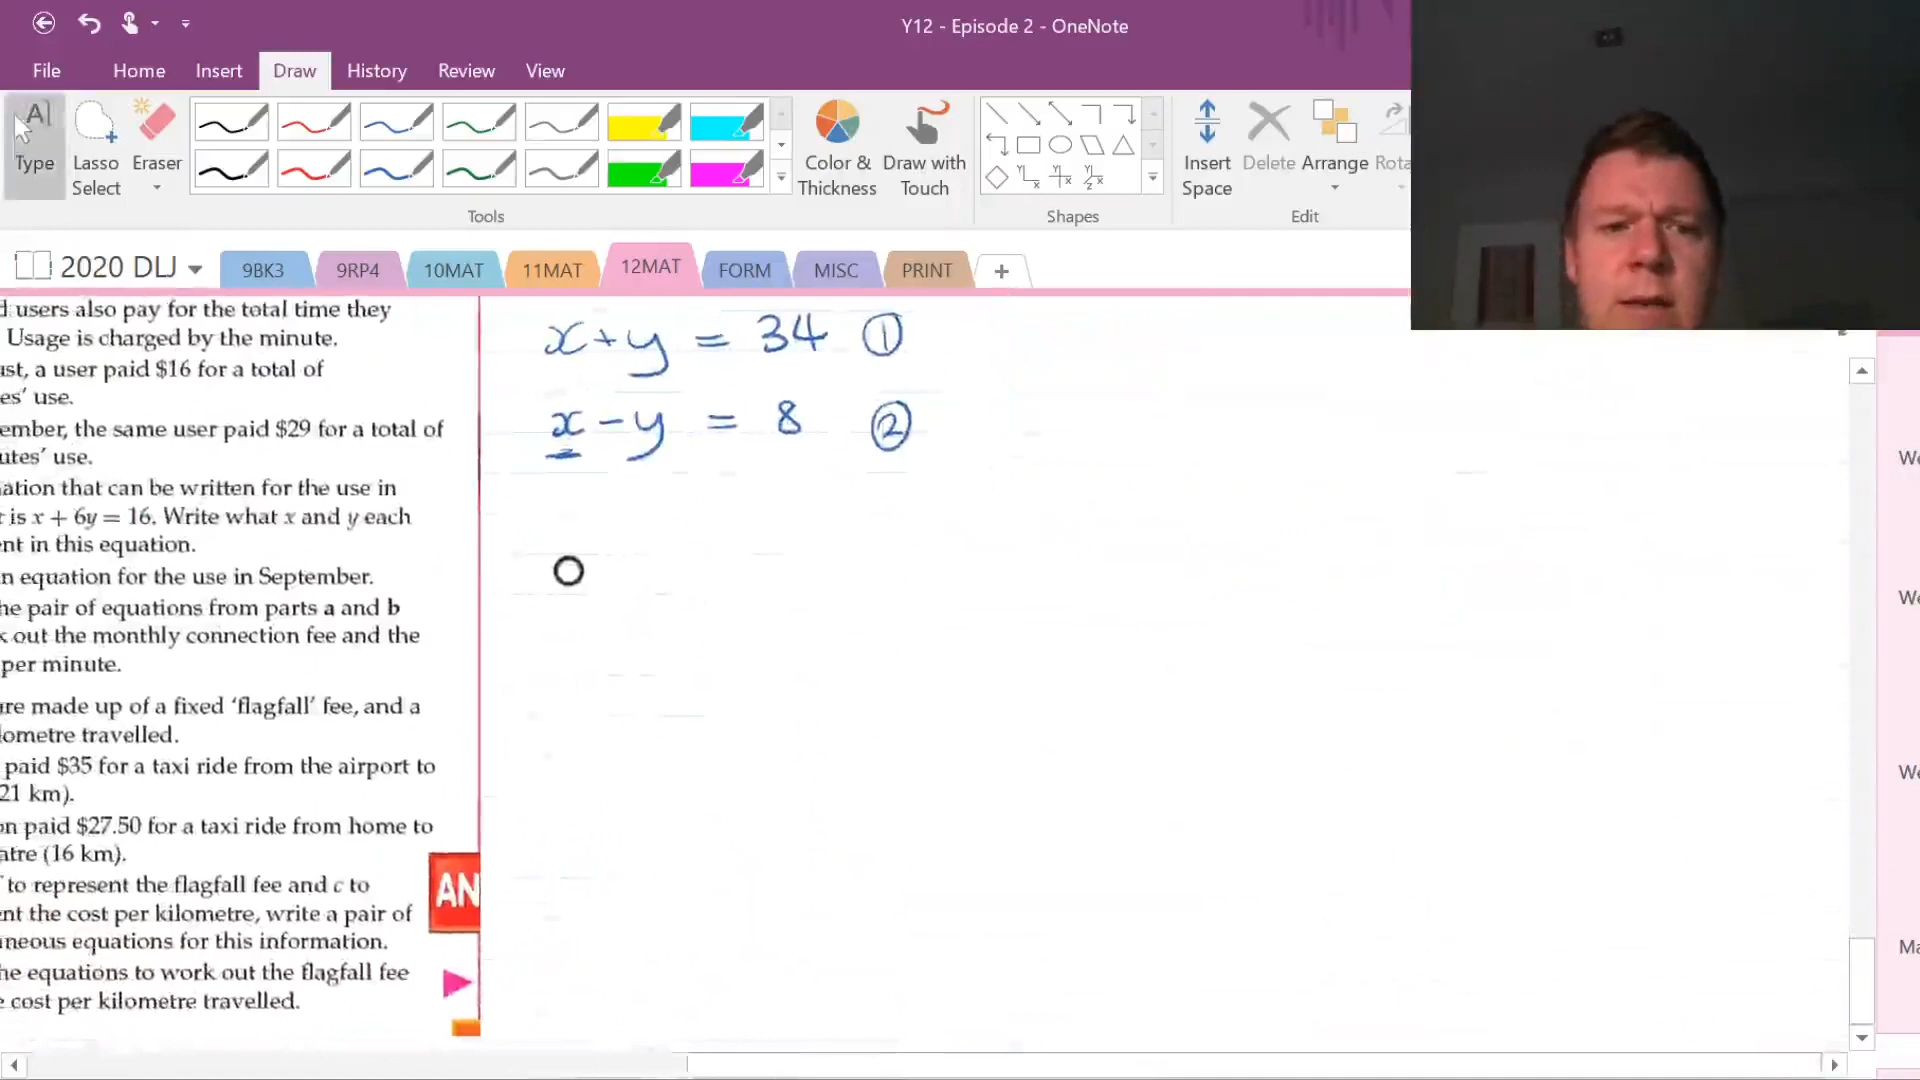 Y12 - Episode 2 - OneNote
File Home Insert Draw History Review View
Type
Lasso Select
Eraser
Color & Thickness
Draw with Touch
Insert Space
Delete
Arrange
Rota
Tools
Shapes
Edit
2020 DLJ 9BK3 9RP4 10MAT 11MAT 12MAT FORM MISC PRINT +
d users also pay for the total time they
Usage is charged by the minute.
ust, a user paid $16 for a total of
es' use.
ember, the same user paid $29 for a total of
utes' use.
ation that can be written for the use in
t is x + 6y = 16. Write what x and y each
nt in this equation.
n equation for the use in September.
he pair of equations from parts a and b
k out the monthly connection fee and the
per minute.
re made up of a fixed 'flagfall' fee, and a
lometre travelled.
paid $35 for a taxi ride from the airport to
21 km).
on paid $27.50 for a taxi ride from home to
atre (16 km).
to represent the flagfall fee and c to
nt the cost per kilometre, write a pair of
neous equations for this information.
he equations to work out the flagfall fee
e cost per kilometre travelled.
AN
x + y = 34 ①
x - y = 8 ②
We
We
We
Ma